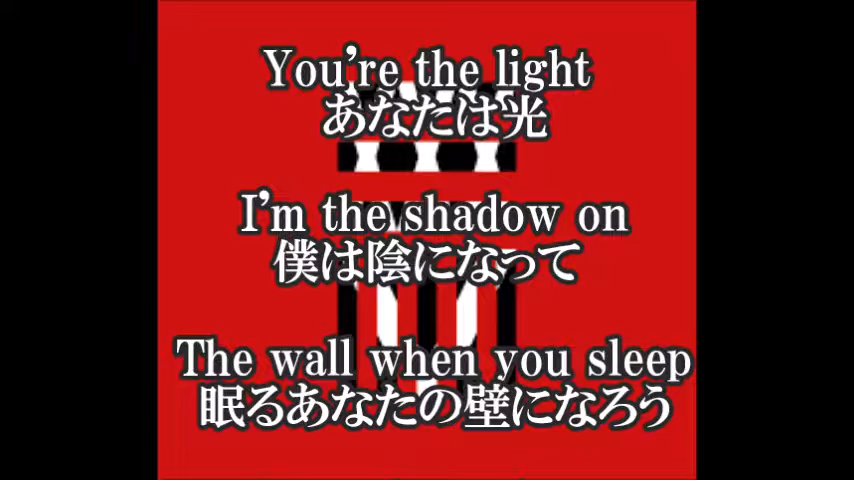 You're the light
あなたは光
I'm the shadow on
僕は陰になって
The wall when you sleep
眠るあなたの壁になろう